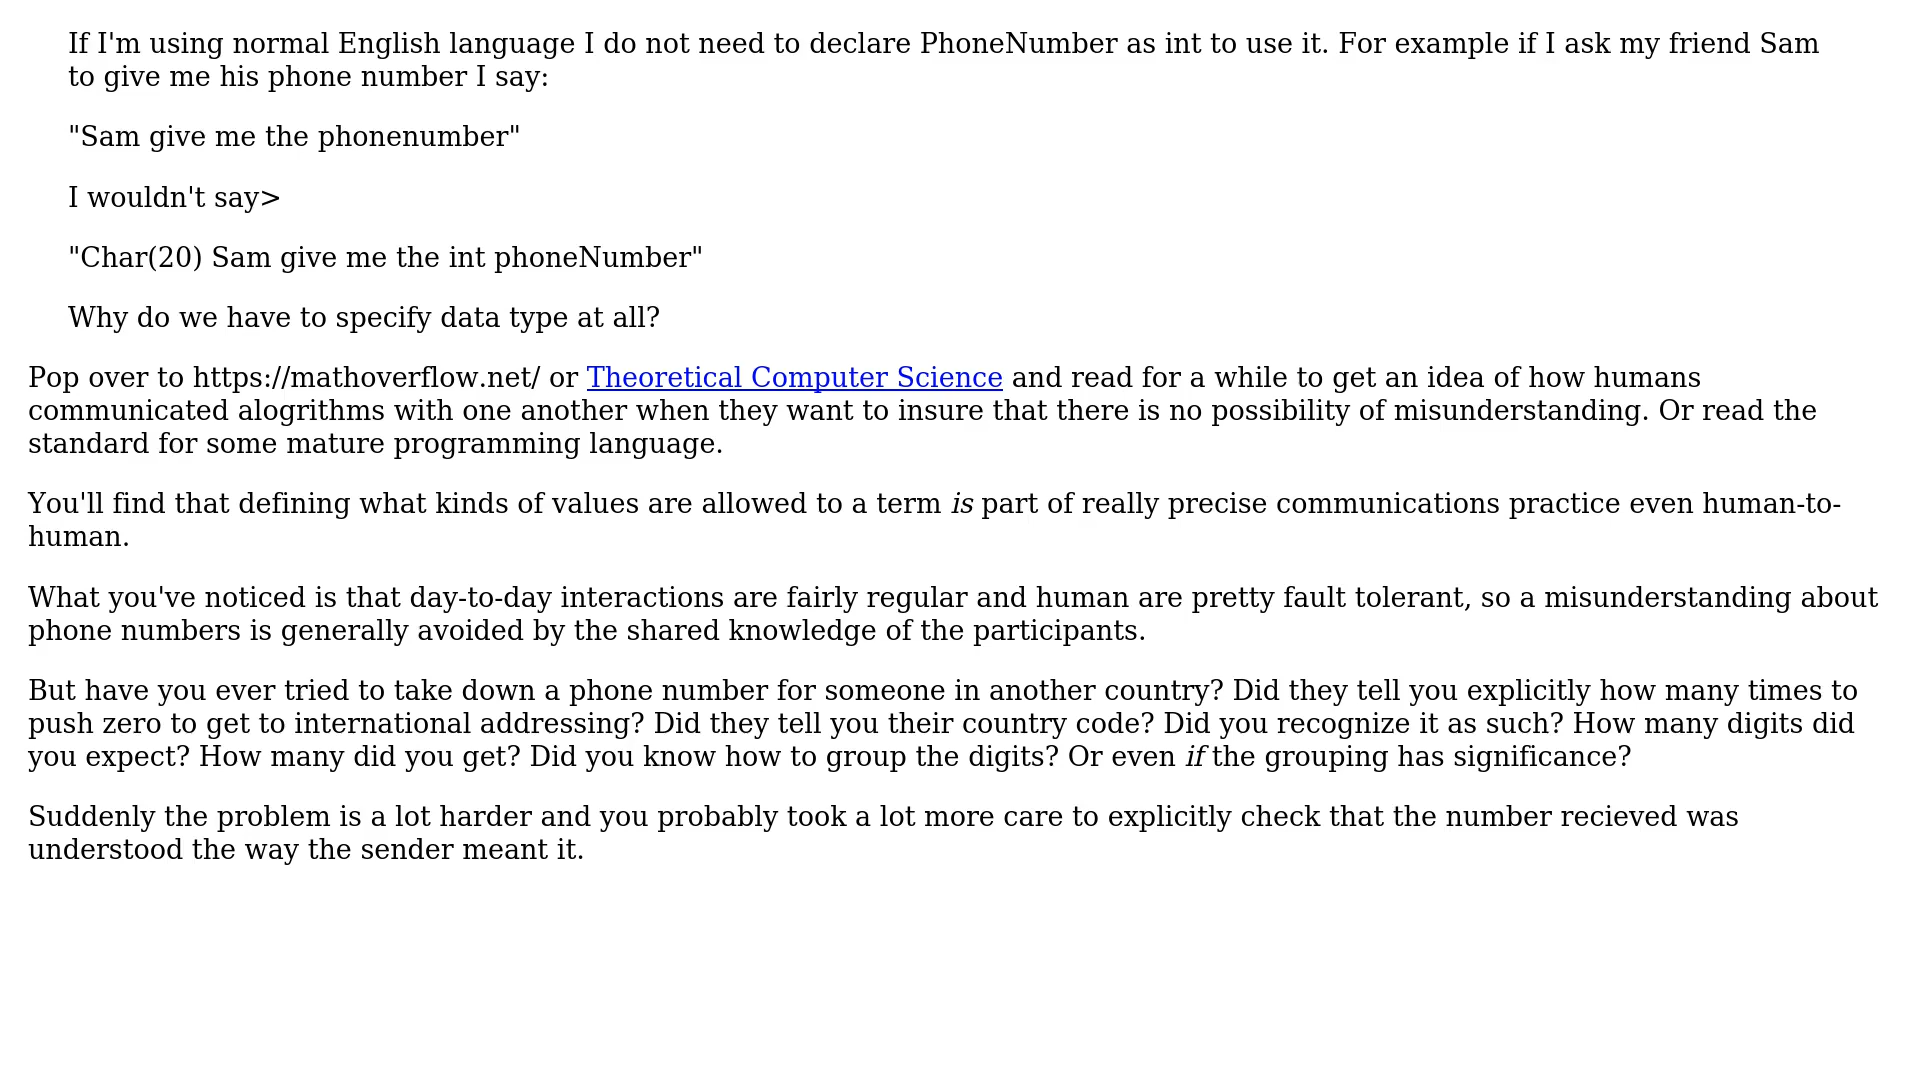 If I'm using normal English language I do not need to declare PhoneNumber as int to use it. For example if I ask my friend Sam
to give me his phone number I say:
"Sam give me the phonenumber"
I wouldn't say>
"Char(20) Sam give me the int phoneNumber"
Why do we have to specify data type at all?
Pop over to https://mathoverflow.net/ or Theoretical Computer Science and read for a while to get an idea of how humans
communicated alogrithms with one another when they want to insure that there is no possibility of misunderstanding. Or read the
standard for some mature programming language.
You'll find that defining what kinds of values are allowed to a term is part of really precise communications practice even human-to-
human.
What you've noticed is that day-to-day interactions are fairly regular and human are pretty fault tolerant, so a misunderstanding about
phone numbers is generally avoided by the shared knowledge of the participants.
But have you ever tried to take down a phone number for someone in another country? Did they tell you explicitly how many times to
push zero to get to international addressing? Did they tell you their country code? Did you recognize it as such? How many digits did
you expect? How many did you get? Did you know how to group the digits? Or even if the grouping has significance?
Suddenly the problem is a lot harder and you probably took a lot more care to explicitly check that the number recieved was
understood the way the sender meant it.